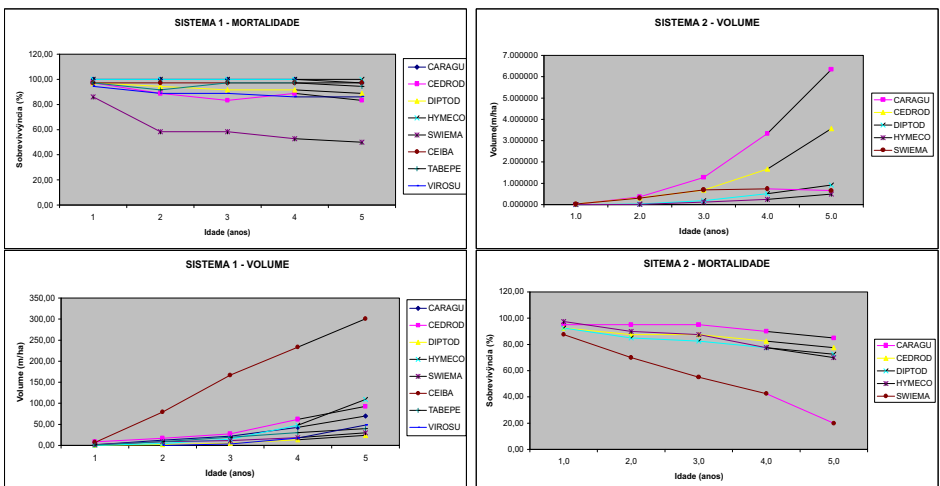 SISTEMA 1 - MORTALIDADE
120,00
100,00
80,00
60,00
40,00
20,00
0,00
Sobrevivýncia (%)
1 2 3 4 5
Idade (anos)
CARAGU
CEDROD
DIPTOD
HYMECO
SWIEMA
CEIBA
TABEPE
VIROSU
SISTEMA 2 - VOLUME
7.000000
6.000000
5.000000
4.000000
3.000000
2.000000
1.000000
0.000000
Volume(m/ha)
1.0 2.0 3.0 4.0 5.0
Idade (anos)
CARAGU
CEDROD
DIPTOD
HYMECO
SWIEMA
SISTEMA 1 - VOLUME
350,00
300,00
250,00
200,00
150,00
100,00
50,00
0,00
Volume (m/ha)
1 2 3 4 5
Idade (anos)
CARAGU
CEDROD
DIPTOD
HYMECO
SWIEMA
CEIBA
TABEPE
VIROSU
SITEMA 2 - MORTALIDADE
120,00
100,00
80,00
60,00
40,00
20,00
0,00
Sobrevivýncia (%)
1,0 2,0 3,0 4,0 5,0
Idade (anos)
CARAGU
CEDROD
DIPTOD
HYMECO
SWIEMA